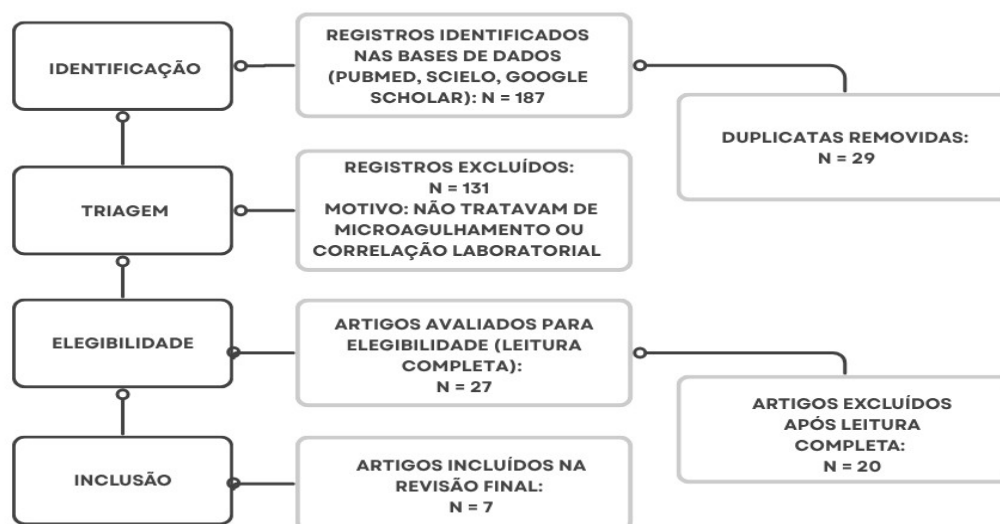 IDENTIFICAÇÃO
REGISTROS IDENTIFICADOS
NAS BASES DE DADOS
(PUBMED, SCIELO, GOOGLE
SCHOLAR): N = 187
DUPLICATAS REMOVIDAS:
N = 29
TRIAGEM
REGISTROS EXCLUÍDOS:
N = 131
MOTIVO: NÃO TRATAVAM DE
MICROAGULHAMENTO OU
CORRELAÇÃO LABORATORIAL
ELEGIBILIDADE
ARTIGOS AVALIADOS PARA
ELEGIBILIDADE (LEITURA
COMPLETA):
N = 27
ARTIGOS EXCLUÍDOS
APÓS LEITURA
COMPLETA:
N = 20
INCLUSÃO
ARTIGOS INCLUÍDOS NA
REVISÃO FINAL:
N = 7